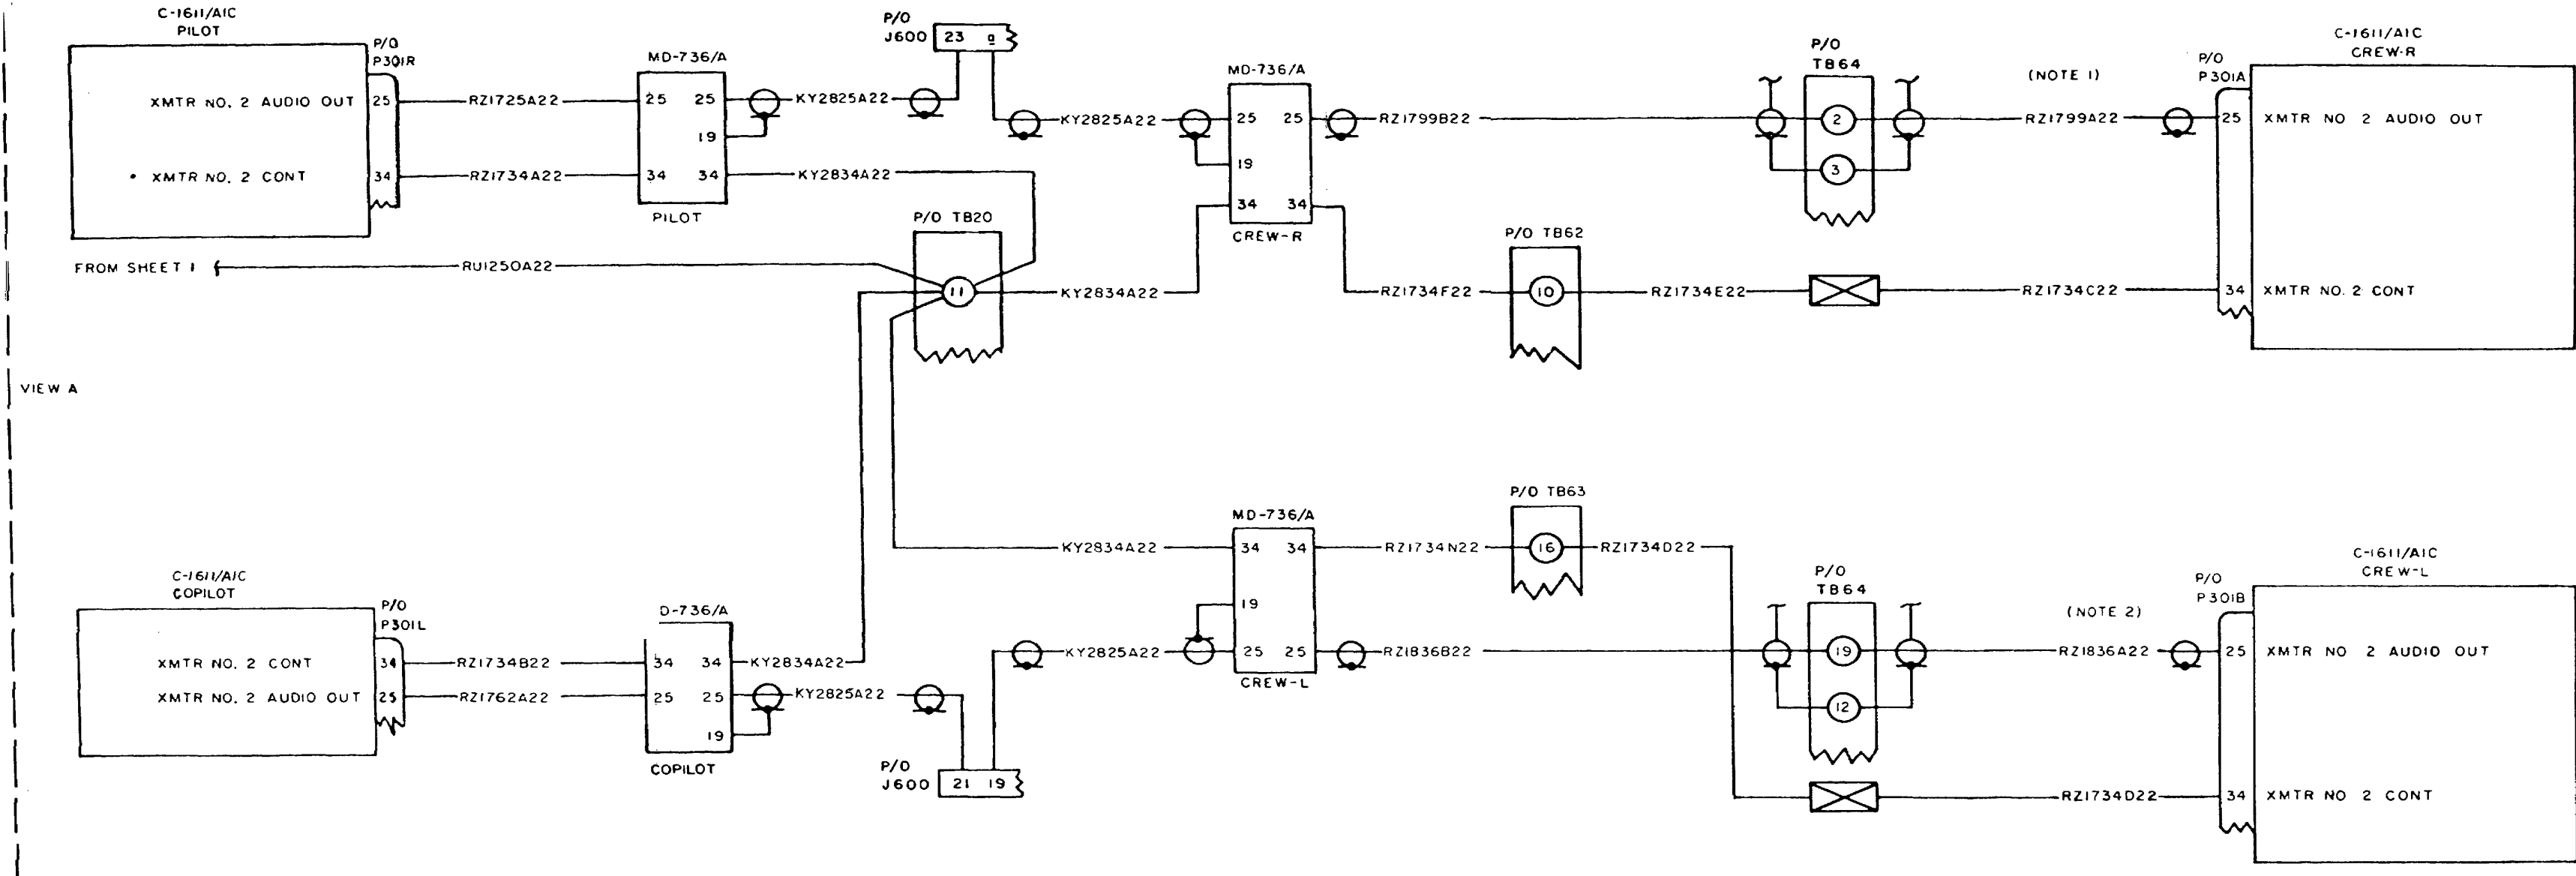 C-1611/AIC
PILOT
P/O
P301R
XMTR NO. 2 AUDIO OUT
25
RZ1725A22
XMTR NO. 2 CONT
34
RZ1734A22
MD-736/A
25 25
19
34 34
PILOT
KY2825A22
KY2834A22
P/O
J600
23 a
KY2825A22
MD-736/A
25 25
19
34 34
CREW-R
RZ1799B22
P/O
TB64
2
3
(NOTE 1)
RZ1799A22
P/O
P301A
C-1611/AIC
CREW-R
25
XMTR NO 2 AUDIO OUT
34
XMTR NO. 2 CONT
FROM SHEET 1
RU1250A22
P/O TB20
11
KY2834A22
RZ1734F22
P/O TB62
10
RZ1734E22
RZ1734C22
VIEW A
C-1611/AIC
COPILOT
P/O
P301L
XMTR NO. 2 CONT
34
RZ1734B22
XMTR NO. 2 AUDIO OUT
25
RZ1762A22
D-736/A
34 34
25 25
19
COPILOT
KY2834A22
KY2825A22
P/O
J600
21 19
KY2834A22
KY2825A22
MD-736/A
34 34
19
25 25
CREW-L
RZ1734N22
P/O TB63
16
RZ1734D22
RZ1836B22
P/O
TB64
19
12
(NOTE 2)
RZ1836A22
RZ1734D22
P/O
P301B
C-1611/AIC
CREW-L
25
XMTR NO 2 AUDIO OUT
34
XMTR NO 2 CONT